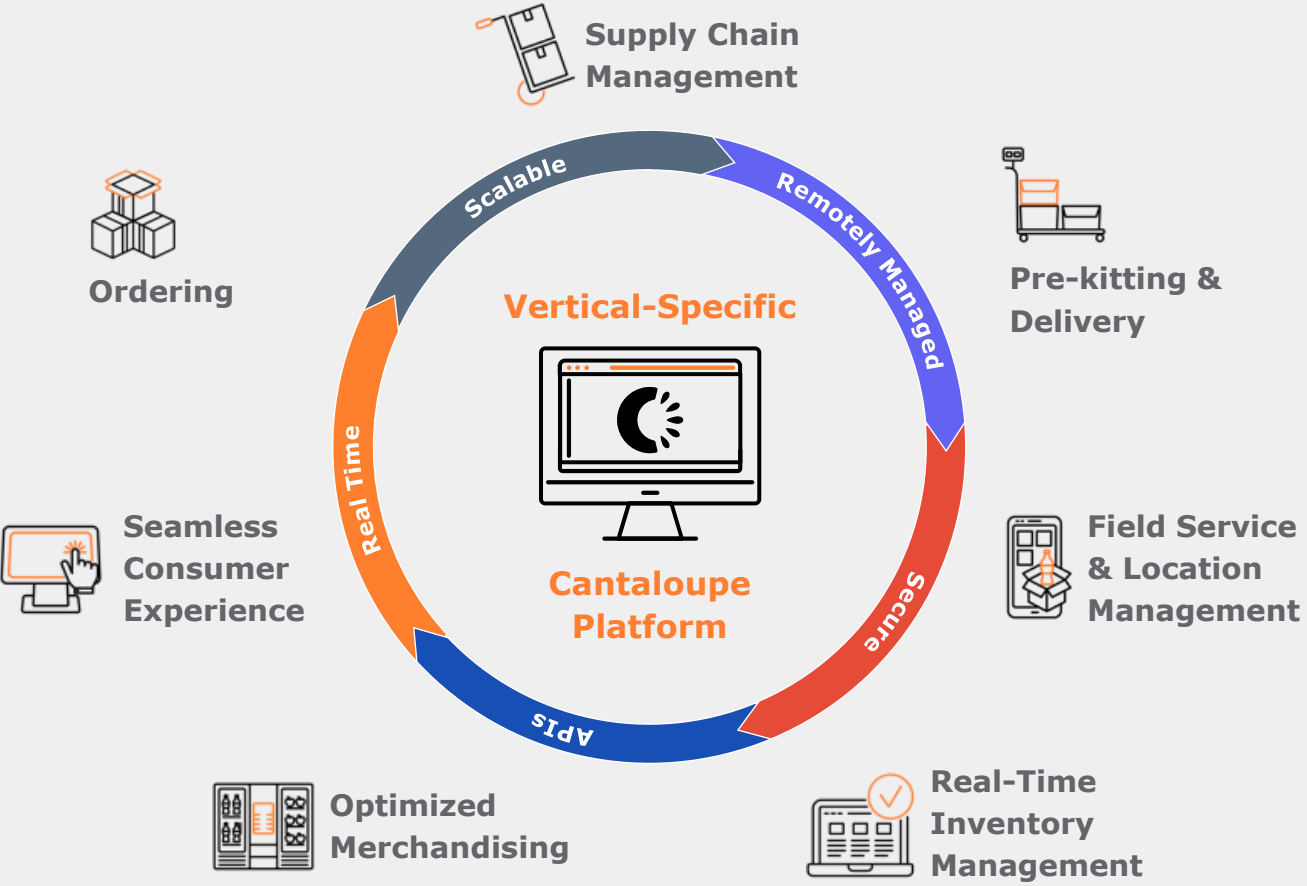 Supply Chain
Management
Scalable
Remotely Managed
Ordering
Pre-kitting &
Delivery
Vertical-Specific
Real Time
Seamless
Consumer
Experience
Field Service
& Location
Management
Cantaloupe
Platform
Secure
APIs
Optimized
Merchandising
Real-Time
Inventory
Management